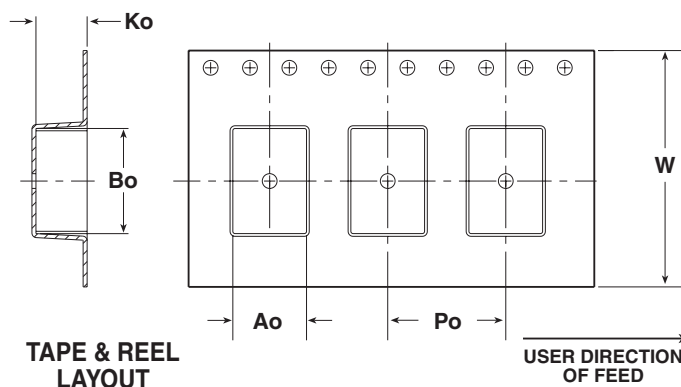 Ko
Bo
W
Ao
Po
TAPE & REEL
LAYOUT
USER DIRECTION
OF FEED